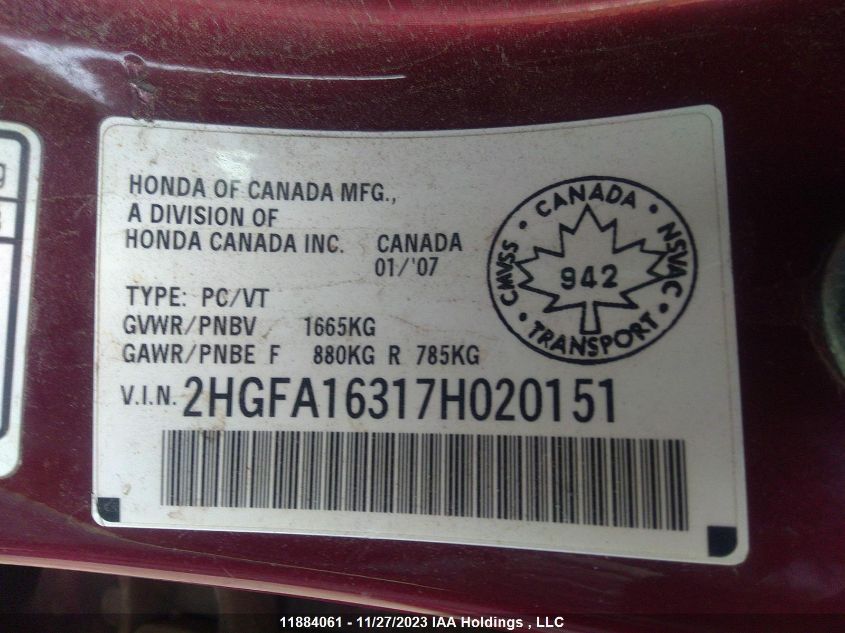 HONDA OF CANADA MFG.,
A DIVISION OF
HONDA CANADA INC. CANADA
01/'07
TYPE: PC/VT
GVWR/PNBV 1665KG
GAWR/PNBE F 880KG R 785KG
V.I.N. 2HGFA16317H020151
• CANADA •
CMVSS
NSVAC
942
• TRANSPORT •
g
11884061 - 11/27/2023 IAA Holdings , LLC